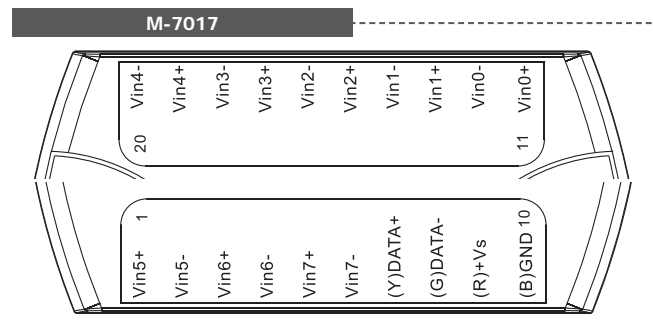 M-7017
Vin4- Vin4+ Vin3- Vin3+ Vin2- Vin2+ Vin1- Vin1+ Vin0- Vin0+
20 11
1 10
Vin5+ Vin5- Vin6+ Vin6- Vin7+ Vin7- (Y)DATA+ (G)DATA- (R)+Vs (B)GND